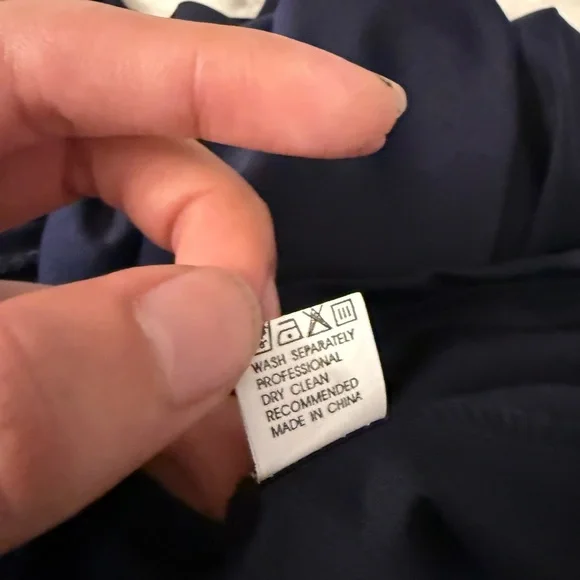 WASH SEPARATELY
PROFESSIONAL
DRY CLEAN
RECOMMENDED
MADE IN CHINA